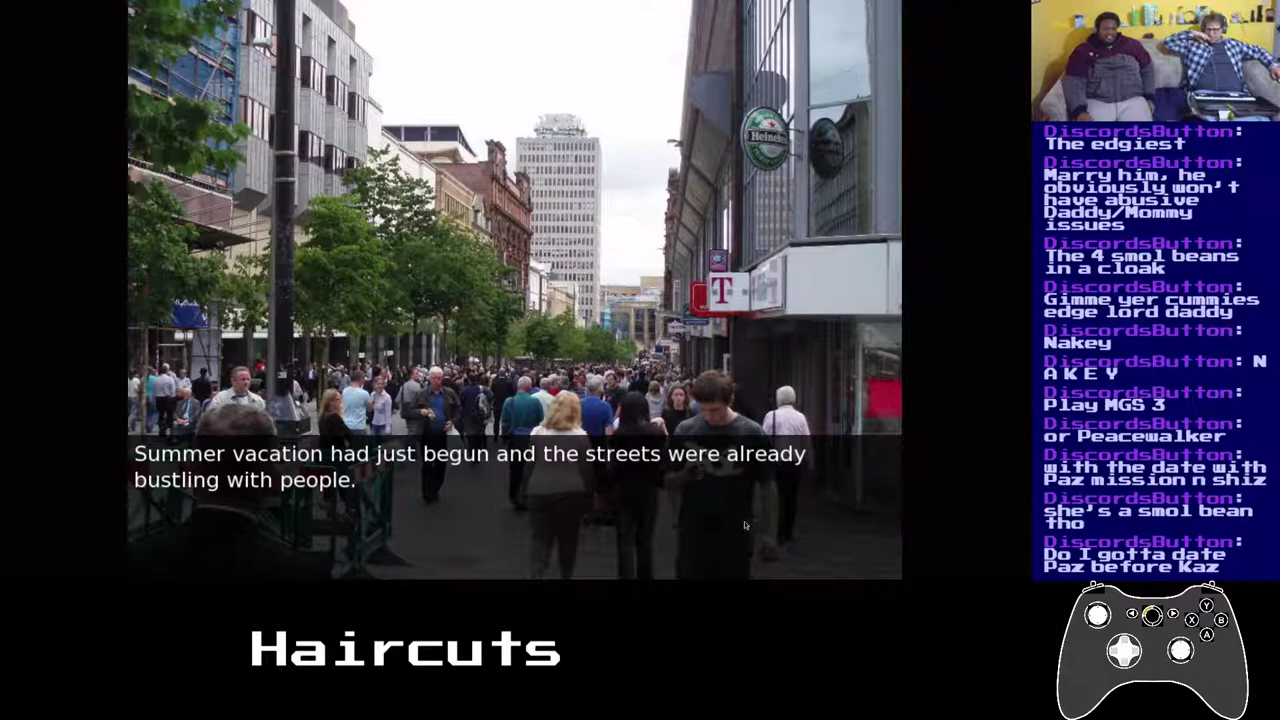 Heineken
T
Summer vacation had just begun and the streets were already
bustling with people.
Haircuts
DiscordsButton:
The edgiest
DiscordsButton:
Marry him, he
obviously won't
have abusive
Daddy/Mommy
issues
DiscordsButton:
The 4 smol beans
in a cloak
DiscordsButton:
Gimme yer cummies
edge lord daddy
DiscordsButton:
Nakey
DiscordsButton: N
A K E Y
DiscordsButton:
Play MGS 3
DiscordsButton:
or Peacewalker
DiscordsButton:
with the date with
Paz mission n shiz
DiscordsButton:
she's a smol bean
tho
DiscordsButton:
Do I gotta date
Paz before Kaz
Y
X B
A